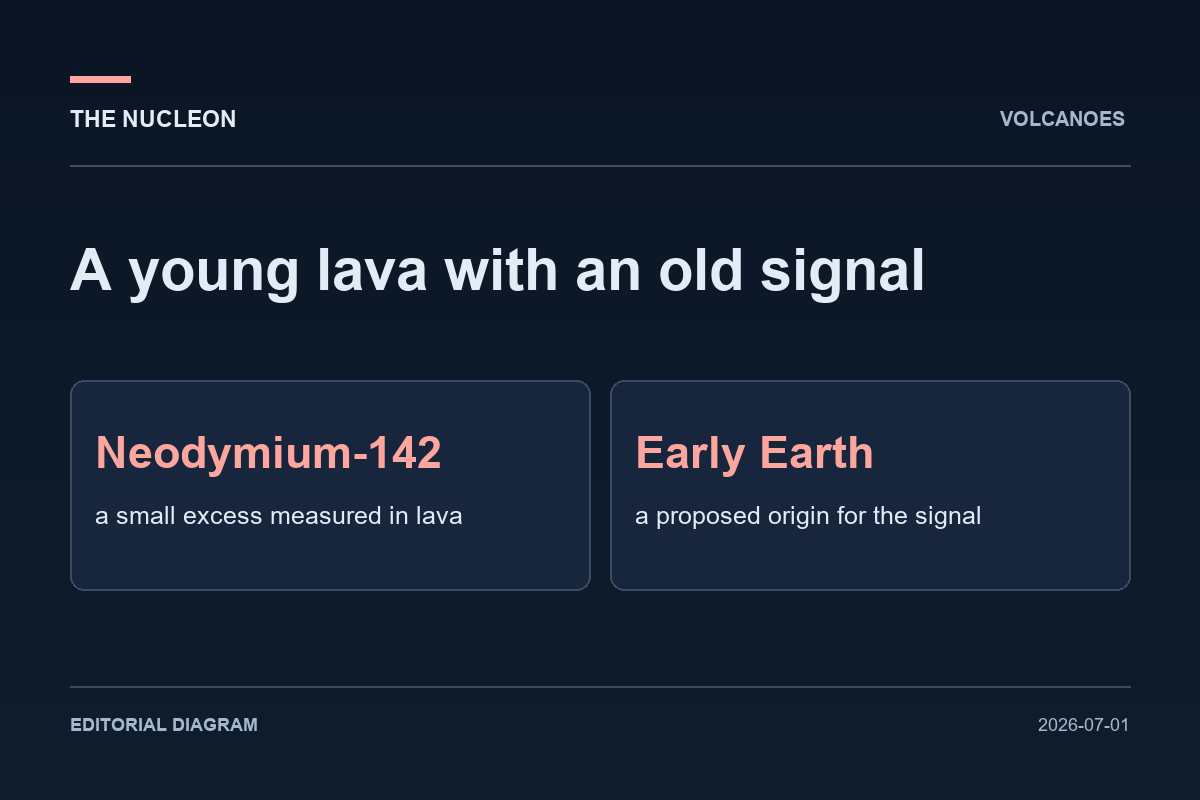 THE NUCLEON
VOLCANOES
A young lava with an old signal
Neodymium-142
a small excess measured in lava
Early Earth
a proposed origin for the signal
EDITORIAL DIAGRAM
2026-07-01